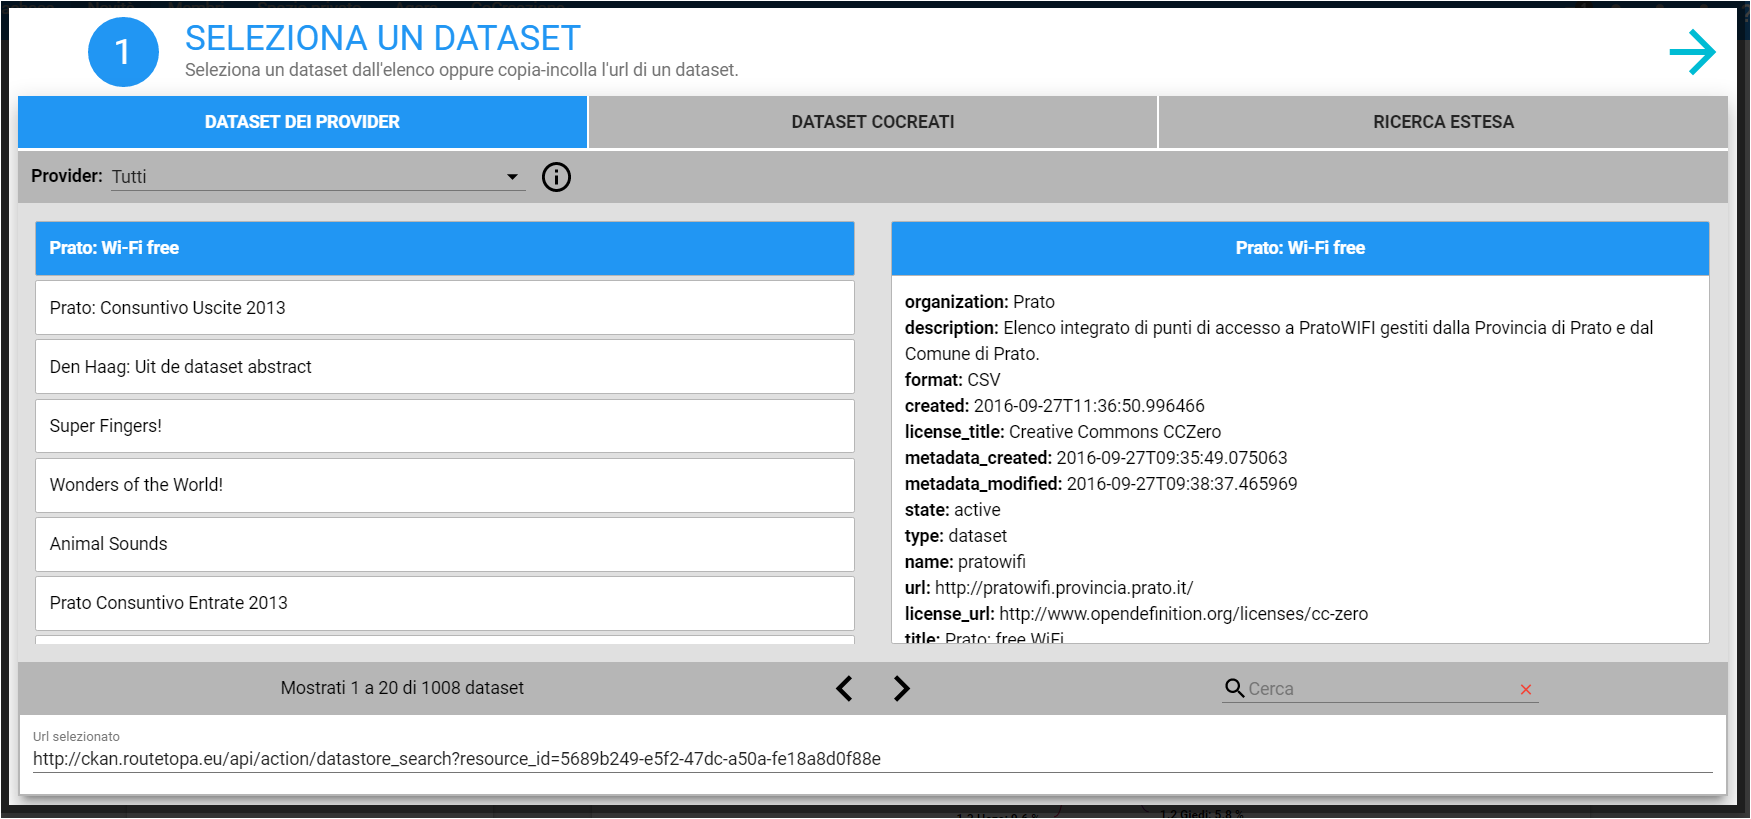 1
SELEZIONA UN DATASET
Seleziona un dataset dall'elenco oppure copia-incolla l'url di un dataset.
DATASET DEI PROVIDER
DATASET COCREATI
RICERCA ESTESA
Provider: Tutti
Prato: Wi-Fi free
Prato: Consuntivo Uscite 2013
Den Haag: Uit de dataset abstract
Super Fingers!
Wonders of the World!
Animal Sounds
Prato Consuntivo Entrate 2013
Prato: Wi-Fi free
organization: Prato
description: Elenco integrato di punti di accesso a PratoWIFI gestiti dalla Provincia di Prato e dal
Comune di Prato.
format: CSV
created: 2016-09-27T11:36:50.996466
license_title: Creative Commons CCZero
metadata_created: 2016-09-27T09:35:49.075063
metadata_modified: 2016-09-27T09:38:37.465969
state: active
type: dataset
name: pratowifi
url: http://pratowifi.provincia.prato.it/
license_url: http://www.opendefinition.org/licenses/cc-zero
title: Prato: free WiFi
Mostrati 1 a 20 di 1008 dataset
Cerca
Url selezionato
http://ckan.routetopa.eu/api/action/datastore_search?resource_id=5689b249-e5f2-47dc-a50a-fe18a8d0f88e